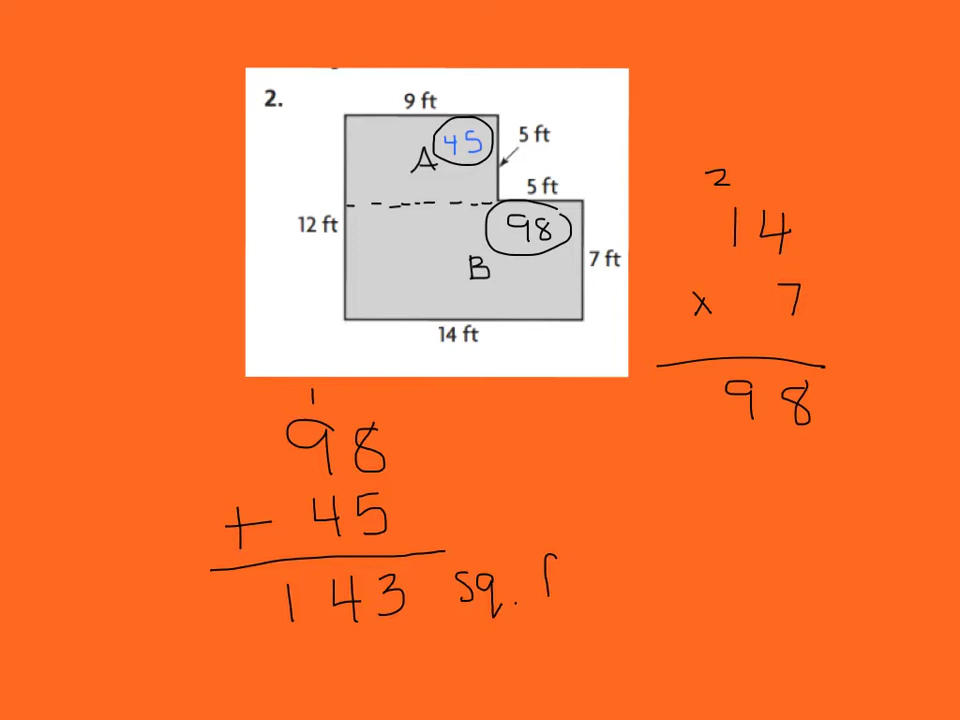 2.
9 ft
45
A
5 ft
5 ft
12 ft
98
B
7 ft
14 ft
2
14
x 7
98
1
98
+ 45
143 sq.